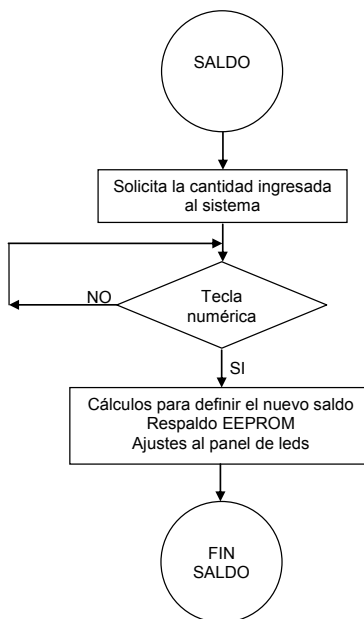 SALDO
Solicita la cantidad ingresada
al sistema
NO
Tecla
numérica
SI
Cálculos para definir el nuevo saldo
Respaldo EEPROM
Ajustes al panel de leds
FIN
SALDO